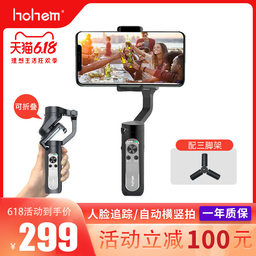 hohem
天猫6.18
理想生活狂欢季
可折叠
配三脚架
618活动到手价
人脸追踪/自动横竖拍
一年质保
¥299
活动立减100元